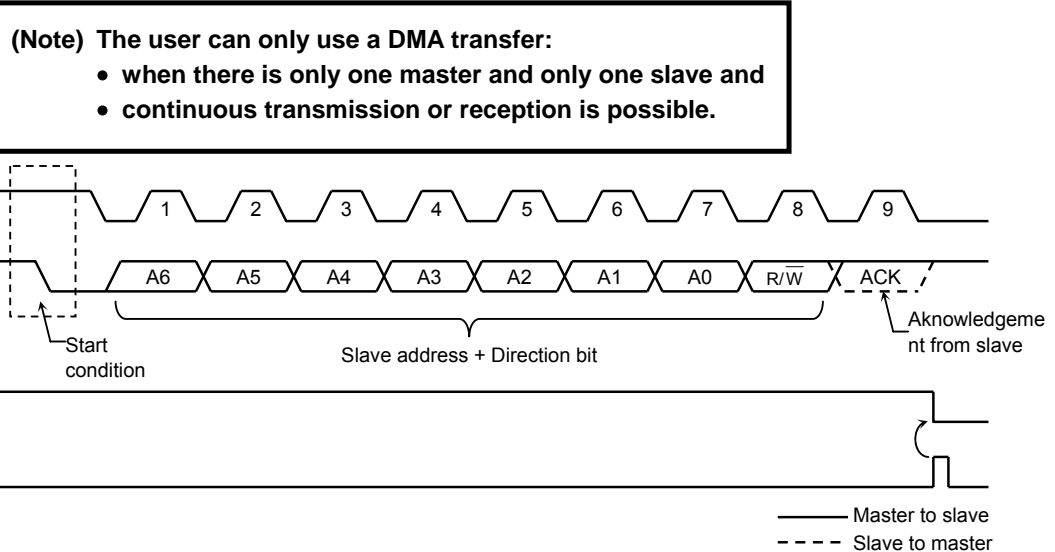 (Note) The user can only use a DMA transfer:
• when there is only one master and only one slave and
• continuous transmission or reception is possible.
1 2 3 4 5 6 7 8 9
A6 A5 A4 A3 A2 A1 A0 R/W̅ ACK
Start
condition
Slave address + Direction bit
Aknowledgeme
nt from slave
Master to slave
Slave to master